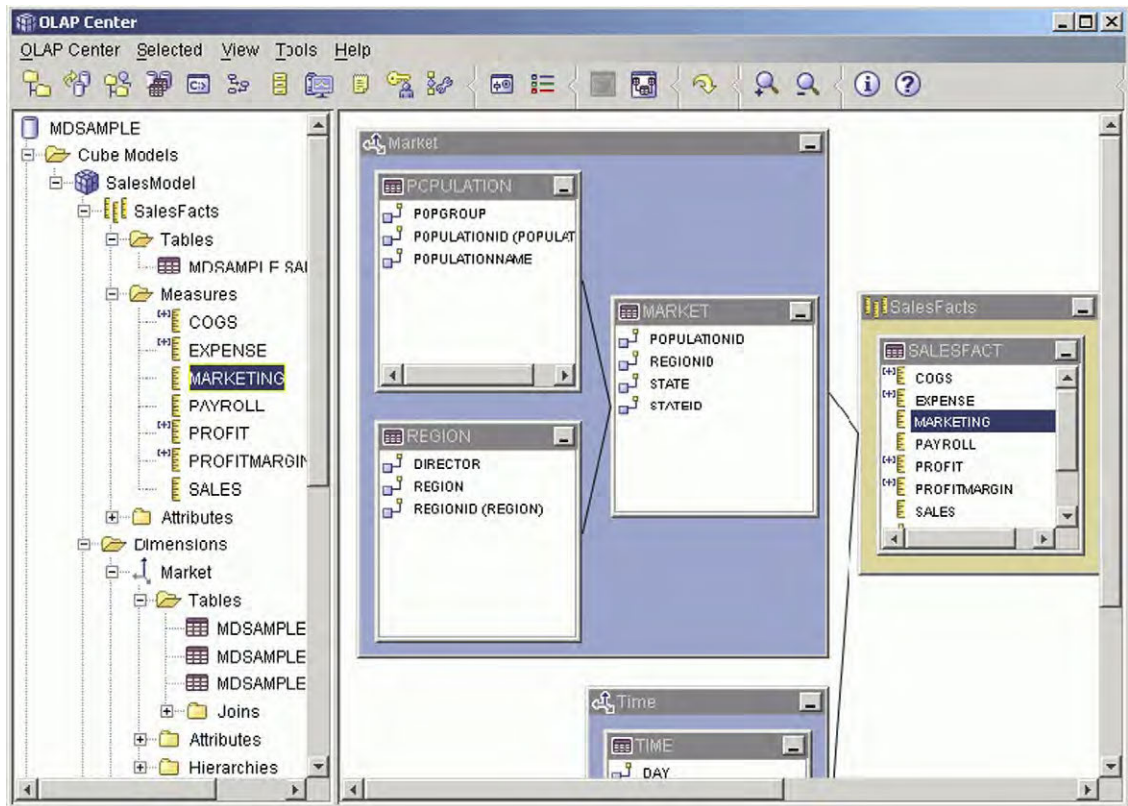 OLAP Center
OLAP Center Selected View Tools Help
MDSAMPLE
Cube Models
SalesModel
SalesFacts
Tables
MDSAMPLE.SAL
Measures
COGS
EXPENSE
MARKETING
PAYROLL
PROFIT
PROFITMARGIN
SALES
Attributes
Dimensions
Market
Tables
MDSAMPLE
MDSAMPLE
MDSAMPLE
Joins
Attributes
Hierarchies
Market
POPULATION
POPGROUP
POPULATIONID (POPULAT
POPULATIONNAME
REGION
DIRECTOR
REGION
REGIONID (REGION)
MARKET
POPULATIONID
REGIONID
STATE
STATEID
SalesFacts
SALESFACT
COGS
EXPENSE
MARKETING
PAYROLL
PROFIT
PROFITMARGIN
SALES
Time
TIME
DAY